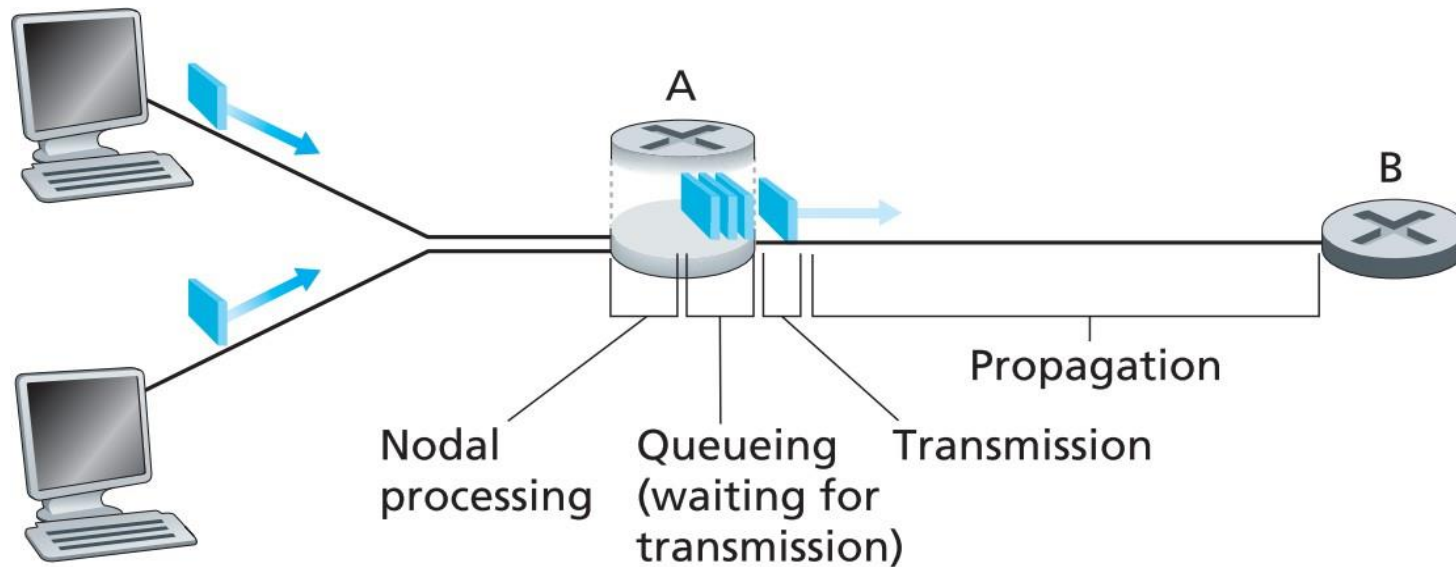 A
B
Propagation
Nodal
processing
Queueing
(waiting for
transmission)
Transmission